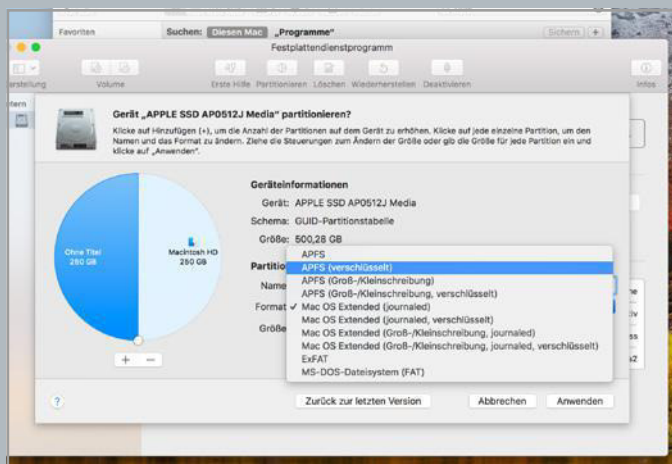 Favoriten
Suchen: Diesen Mac „Programme“ Sichern +
Festplattendienstprogramm
Volume Erste Hilfe Partitionieren Löschen Wiederherstellen Deaktivieren Infos
Gerät „APPLE SSD AP0512J Media“ partitionieren?
Klicke auf Hinzufügen (+), um die Anzahl der Partitionen auf dem Gerät zu erhöhen. Klicke auf jede einzelne Partition, um den
Namen und das Format zu ändern. Ziehe die Steuerungen zum Ändern der Größe oder gib die Größe für jede Partition ein und
klicke auf „Anwenden“.
Geräteinformationen
Gerät: APPLE SSD AP0512J Media
Schema: GUID-Partitionstabelle
Größe: 500,28 GB
Ohne Titel
250 GB
Macintosh HD
250 GB
Partitio
Name
Format
Größe
APFS
APFS (verschlüsselt)
APFS (Groß-/Kleinschreibung)
APFS (Groß-/Kleinschreibung, verschlüsselt)
✓ Mac OS Extended (journaled)
Mac OS Extended (journaled, verschlüsselt)
Mac OS Extended (Groß-/Kleinschreibung, journaled)
Mac OS Extended (Groß-/Kleinschreibung, journaled, verschlüsselt)
ExFAT
MS-DOS-Dateisystem (FAT)
+ −
? Zurück zur letzten Version Abbrechen Anwenden